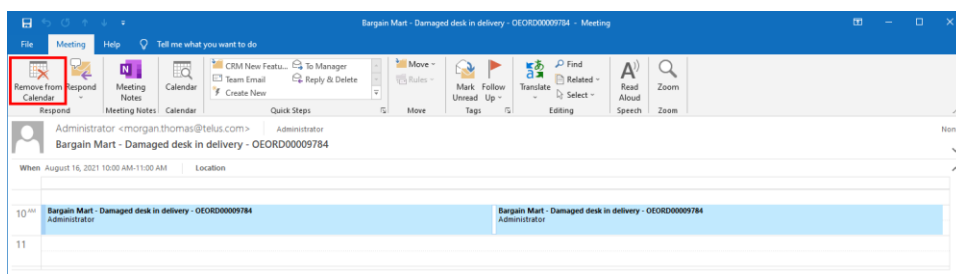 Bargain Mart - Damaged desk in delivery - OEORD00009784 - Meeting
File Meeting Help Tell me what you want to do
Remove from Calendar
Respond
Respond
Meeting Notes
Meeting Notes
Calendar
Calendar
CRM New Featu... To Manager
Team Email Reply & Delete
Create New
Quick Steps
Move
Rules
Move
Mark Unread
Follow Up
Tags
Translate
Find
Related
Select
Editing
Read Aloud
Speech
Zoom
Zoom
Administrator <morgan.thomas@telus.com> Administrator
Bargain Mart - Damaged desk in delivery - OEORD00009784
When August 16, 2021 10:00 AM-11:00 AM Location
10 AM
Bargain Mart - Damaged desk in delivery - OEORD00009784
Administrator
Bargain Mart - Damaged desk in delivery - OEORD00009784
Administrator
11